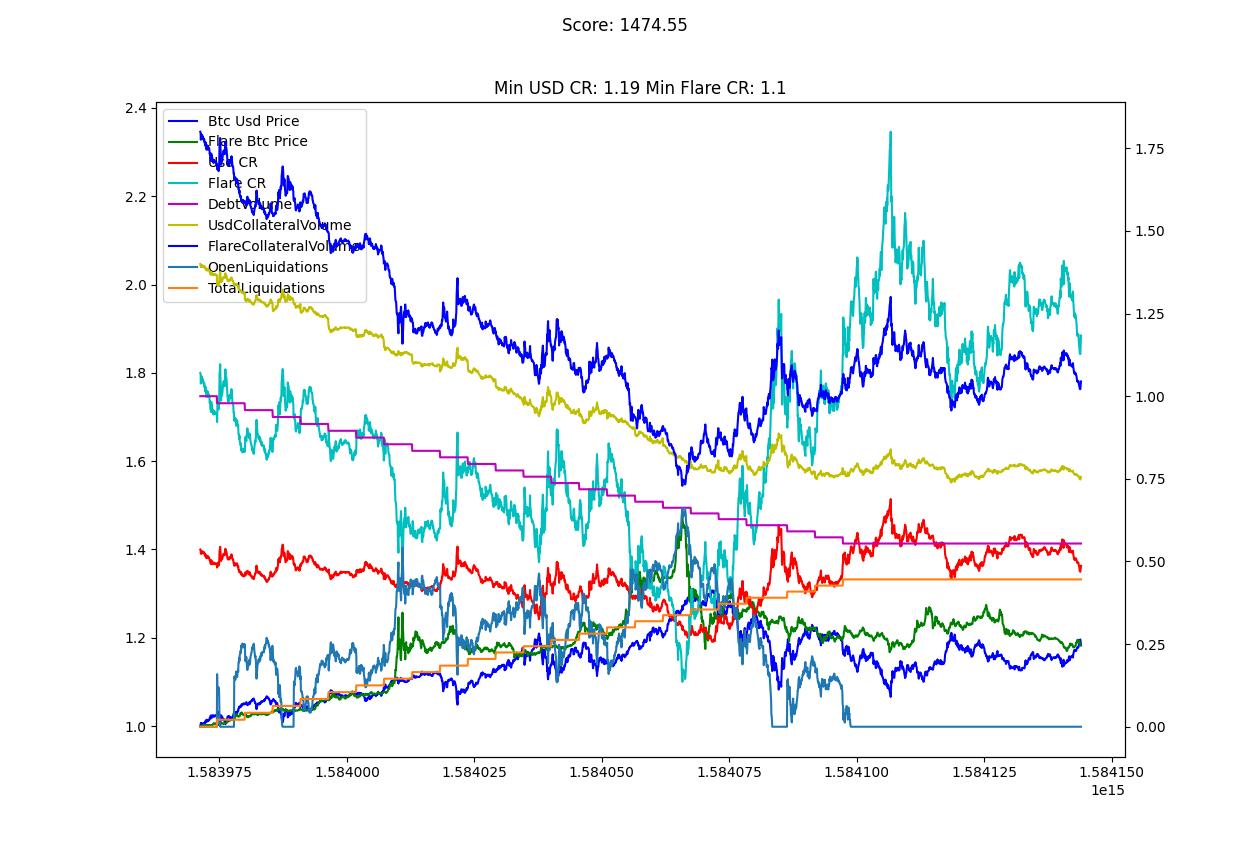 Score: 1474.55
Min USD CR: 1.19 Min Flare CR: 1.1
Btc Usd Price
Flare Btc Price
Usd CR
Flare CR
DebtVolume
UsdCollateralVolume
FlareCollateralVolume
OpenLiquidations
TotalLiquidations
2.4
2.2
2.0
1.8
1.6
1.4
1.2
1.0
1.75
1.50
1.25
1.00
0.75
0.50
0.25
0.00
1.583975
1.584000
1.584025
1.584050
1.584075
1.584100
1.584125
1.584150
1e15